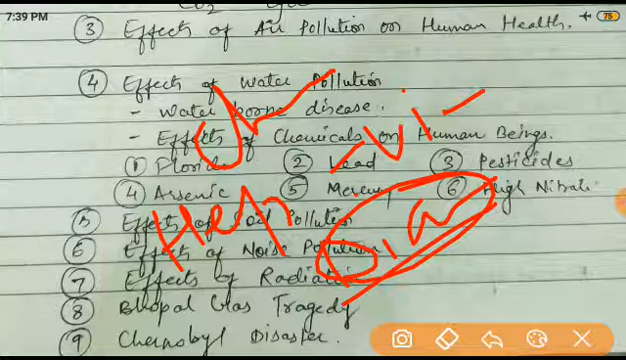 7:39 PM 75
CO2
③ Effects of Air Pollution on Human Health.
④ Effects of Water Pollution
- Water borne disease.
- Effects of Chemicals on Human Beings.
① Florid ② Lead ③ Pesticides
④ Arsenic ⑤ Mercury ⑥ High Nitrat
⑤ Effects of Soil Pollution
⑥ Effects of Noise Pollution
⑦ Effects of Radiation
⑧ Bhopal Gas Tragedy
⑨ Chernobyl Disaster.